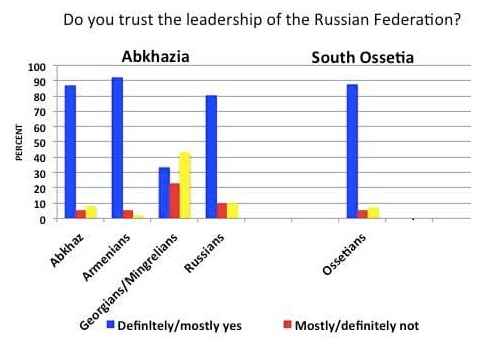 Do you trust the leadership of the Russian Federation?
Abkhazia
South Ossetia
100
90
80
70
60
50
40
30
20
10
0
PERCENT
Abkhaz
Armenians
Georgians/Mingrelians
Russians
Ossetians
Definltely/mostly yes
Mostly/definitely not